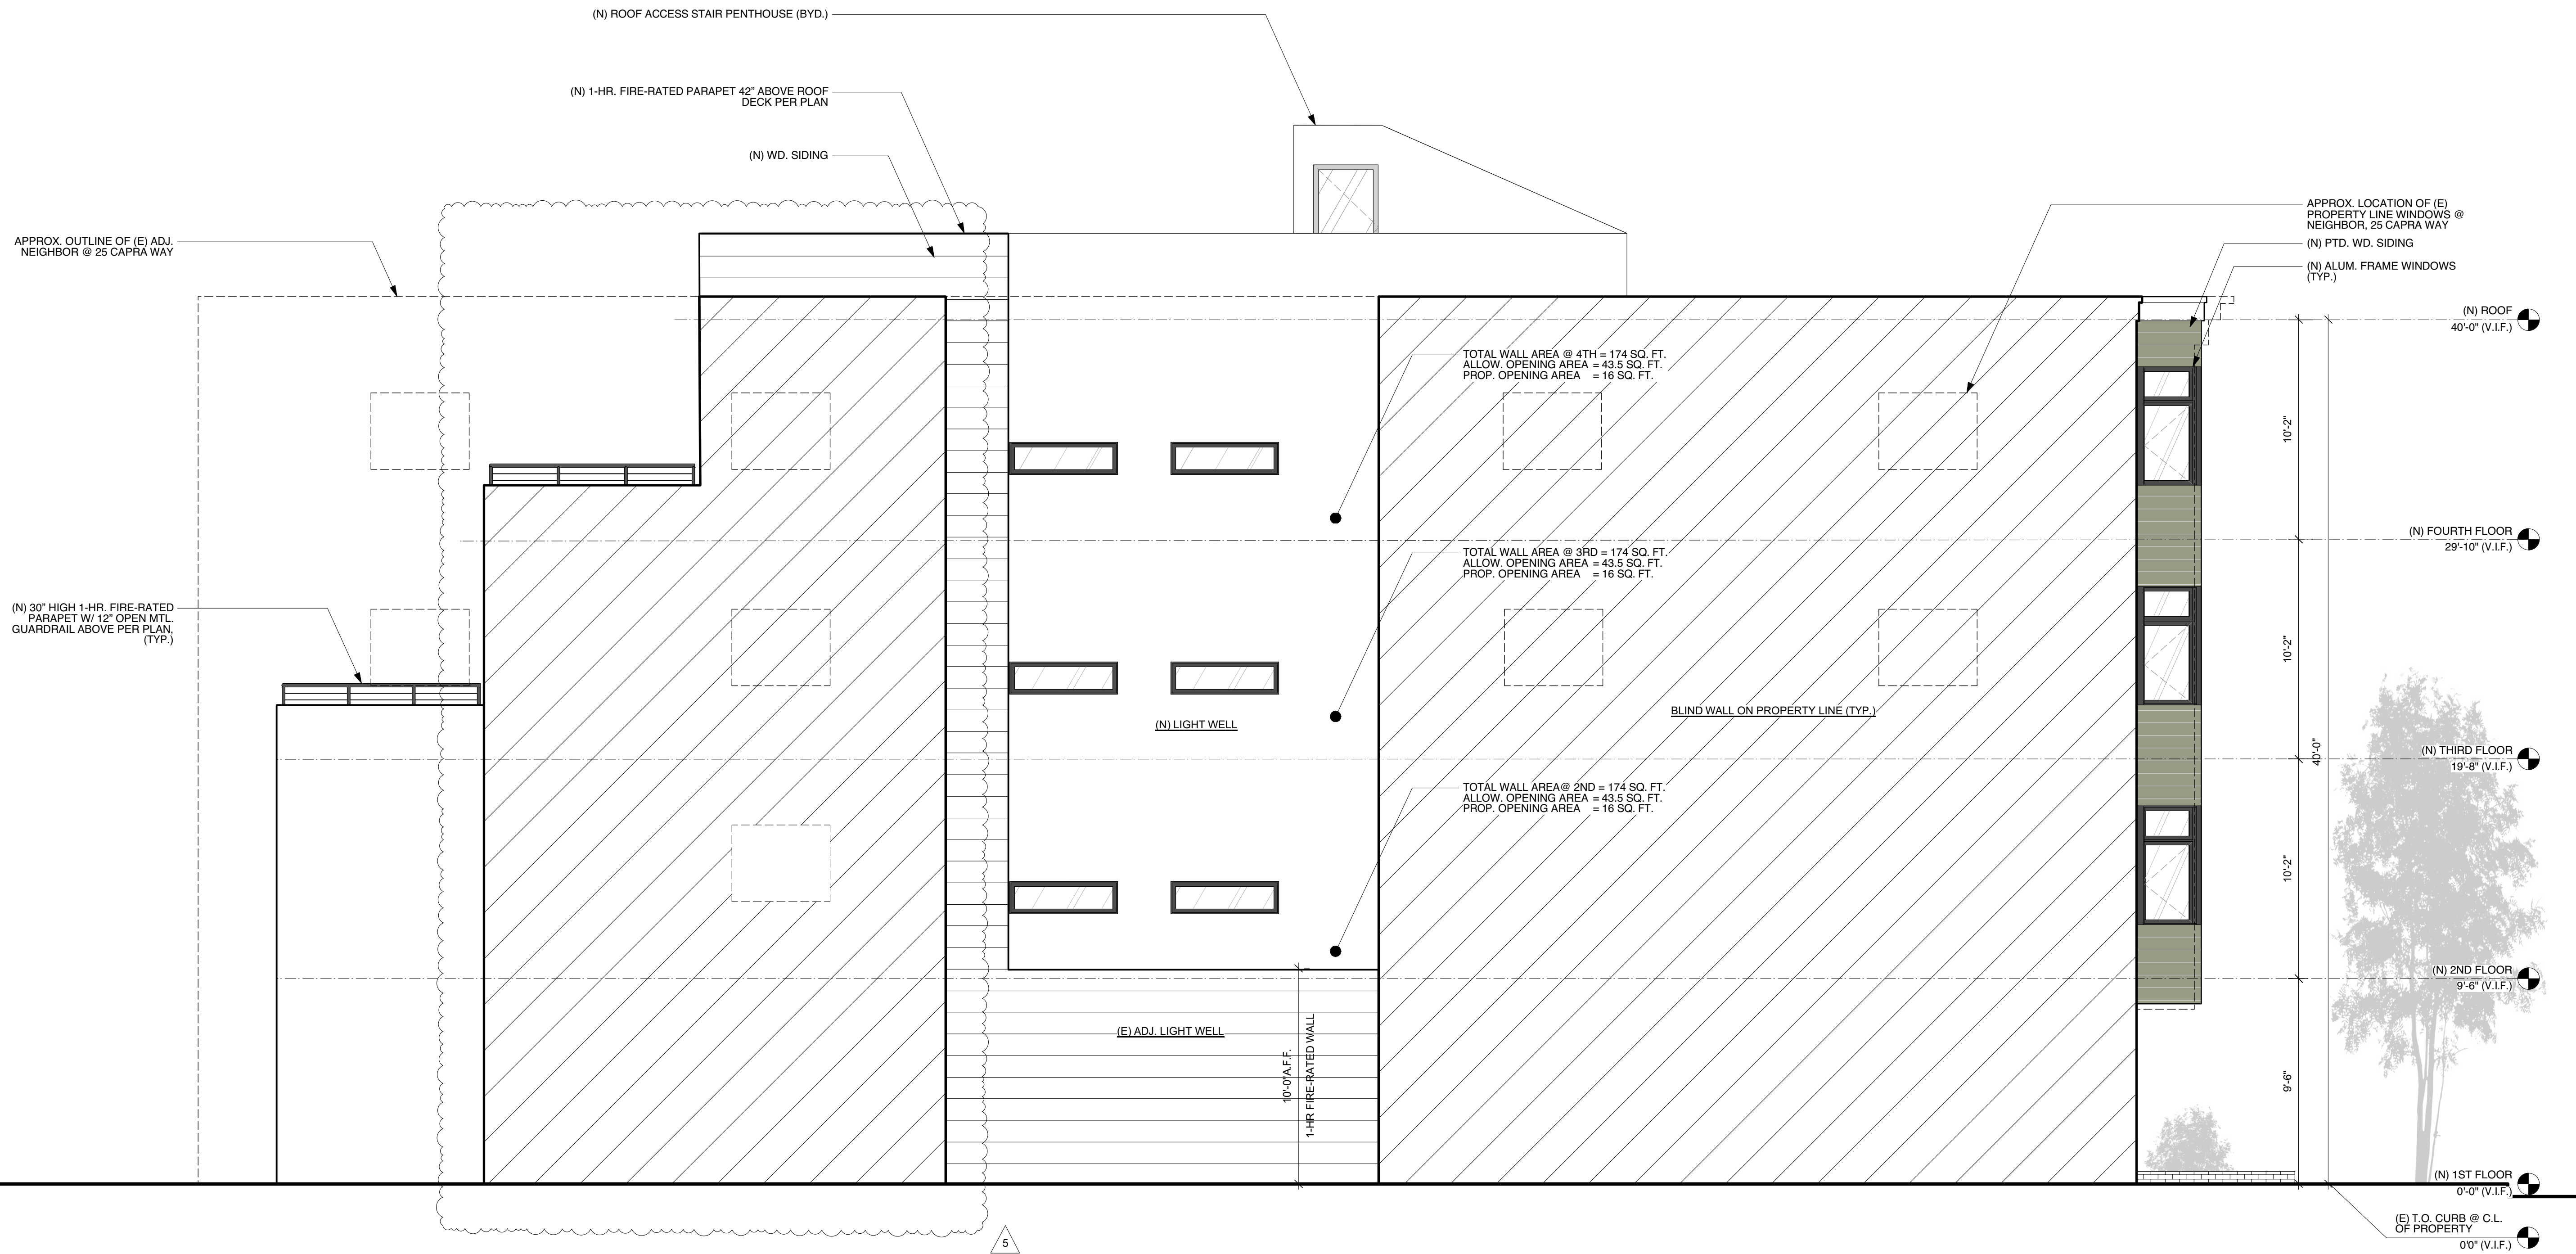 (N) ROOF ACCESS STAIR PENTHOUSE (BYD.)
(N) 1-HR. FIRE-RATED PARAPET 42" ABOVE ROOF
DECK PER PLAN
(N) WD. SIDING
APPROX. OUTLINE OF (E) ADJ.
NEIGHBOR @ 25 CAPRA WAY
(N) 30" HIGH 1-HR. FIRE-RATED
PARAPET W/ 12" OPEN MTL.
GUARDRAIL ABOVE PER PLAN,
(TYP.)
TOTAL WALL AREA @ 4TH = 174 SQ. FT.
ALLOW. OPENING AREA = 43.5 SQ. FT.
PROP. OPENING AREA = 16 SQ. FT.
TOTAL WALL AREA @ 3RD = 174 SQ. FT.
ALLOW. OPENING AREA = 43.5 SQ. FT.
PROP. OPENING AREA = 16 SQ. FT.
(N) LIGHT WELL
BLIND WALL ON PROPERTY LINE (TYP.)
TOTAL WALL AREA@ 2ND = 174 SQ. FT.
ALLOW. OPENING AREA = 43.5 SQ. FT.
PROP. OPENING AREA = 16 SQ. FT.
(E) ADJ. LIGHT WELL
10'-0"A.F.F.
1-HR FIRE-RATED WALL
5
APPROX. LOCATION OF (E)
PROPERTY LINE WINDOWS @
NEIGHBOR, 25 CAPRA WAY
(N) PTD. WD. SIDING
(N) ALUM. FRAME WINDOWS
(TYP.)
(N) ROOF
40'-0" (V.I.F.)
10'-2"
(N) FOURTH FLOOR
29'-10" (V.I.F.)
10'-2"
40'-0"
(N) THIRD FLOOR
19'-8" (V.I.F.)
10'-2"
(N) 2ND FLOOR
9'-6" (V.I.F.)
9'-6"
(N) 1ST FLOOR
0'-0" (V.I.F.)
(E) T.O. CURB @ C.L.
OF PROPERTY
0'0" (V.I.F.)